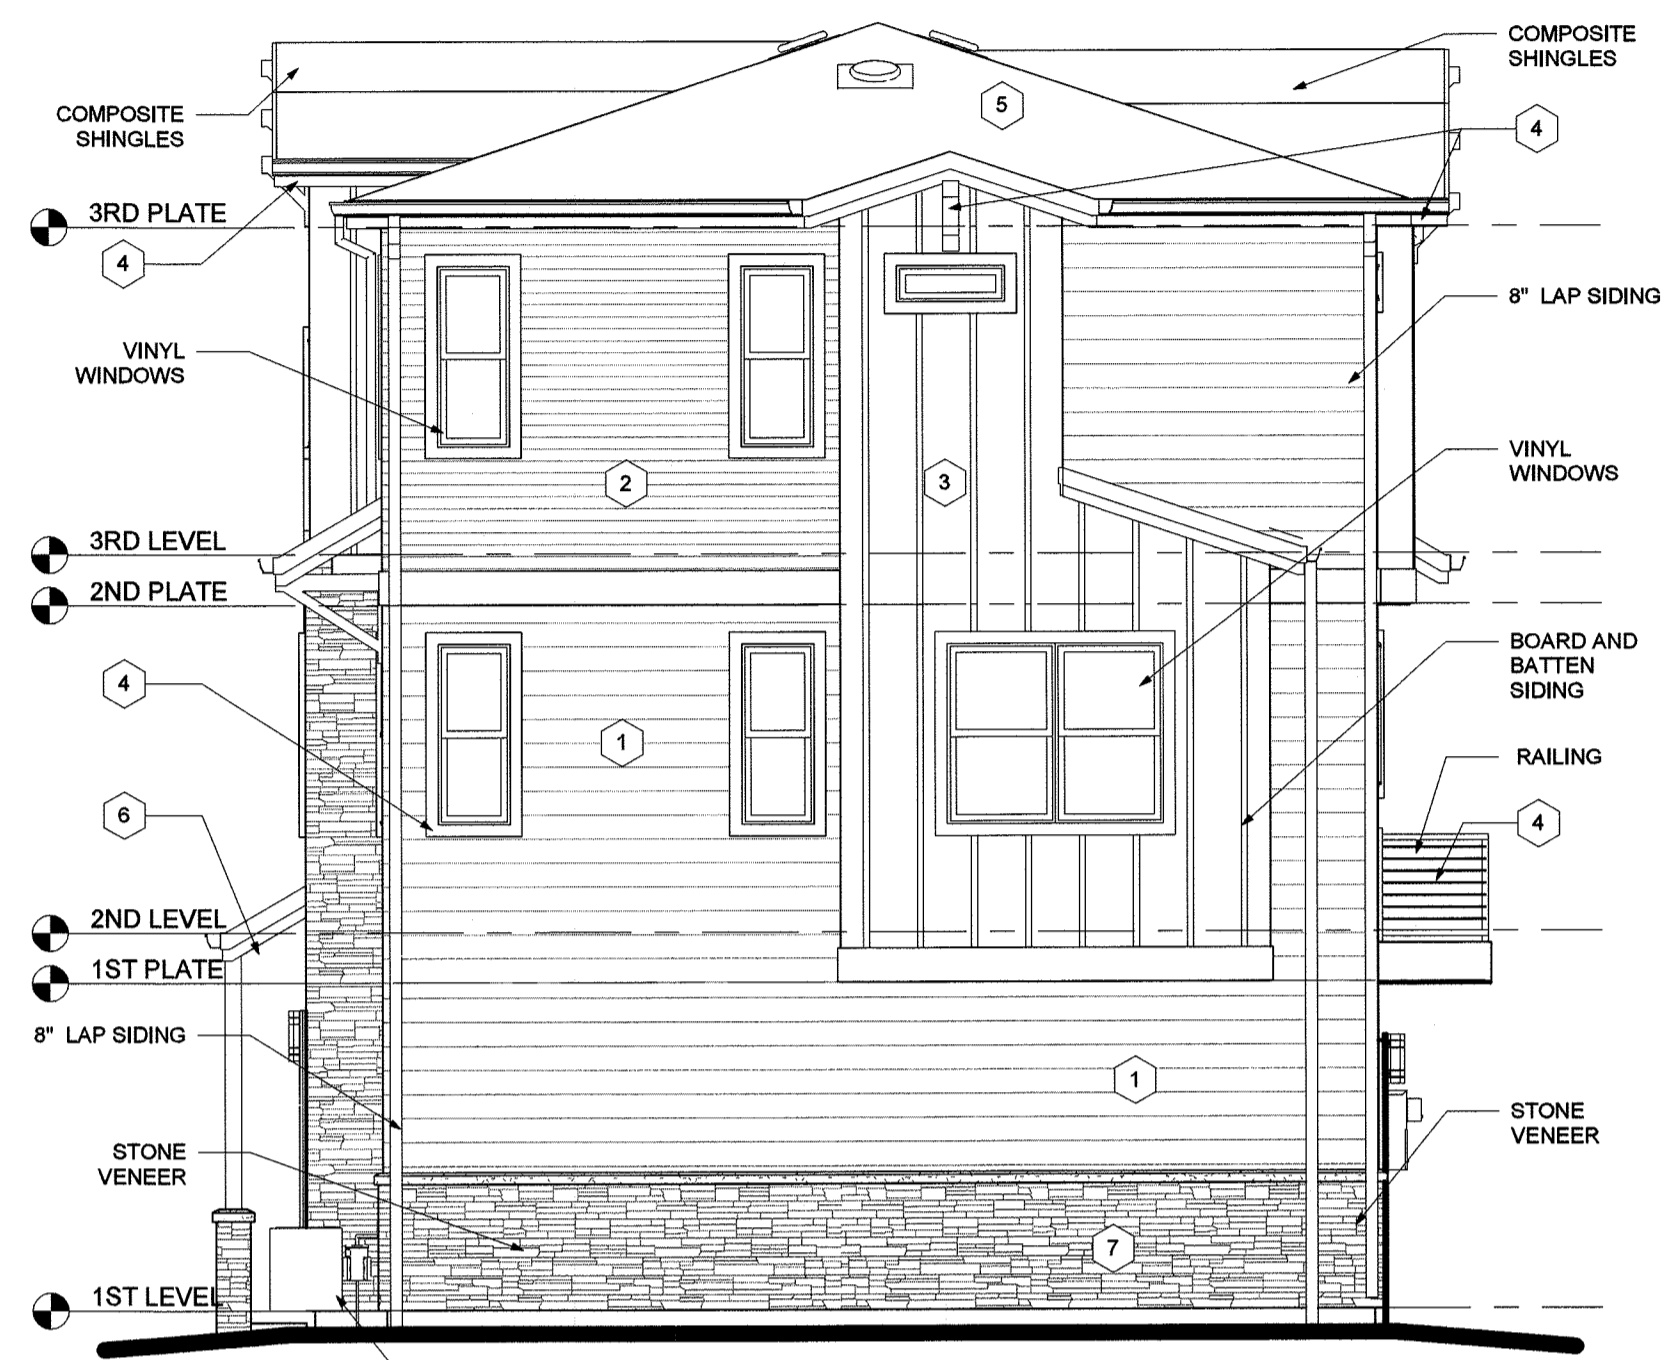 COMPOSITE
SHINGLES
COMPOSITE
SHINGLES
5
4
3RD PLATE
4
8" LAP SIDING
VINYL
WINDOWS
VINYL
WINDOWS
2
3
3RD LEVEL
2ND PLATE
BOARD AND
BATTEN
SIDING
4
1
RAILING
6
4
2ND LEVEL
1ST PLATE
8" LAP SIDING
1
STONE
VENEER
STONE
VENEER
7
1ST LEVEL